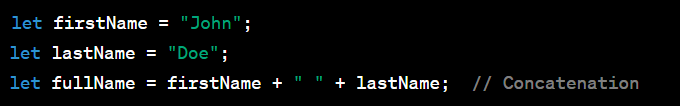 let firstName = "John";
let lastName = "Doe";
let fullName = firstName + " " + lastName;  // Concatenation